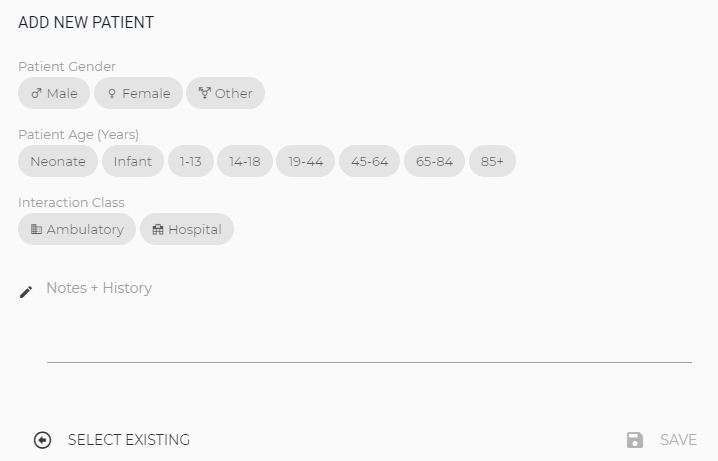 ADD NEW PATIENT
Patient Gender
Male Female Other
Patient Age (Years)
Neonate Infant 1-13 14-18 19-44 45-64 65-84 85+
Interaction Class
Ambulatory Hospital
Notes + History
SELECT EXISTING SAVE